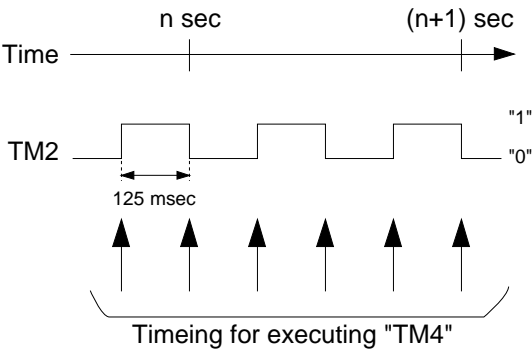 n sec
(n+1) sec
Time
"1"
TM2
"0"
125 msec
Timeing for executing "TM4"